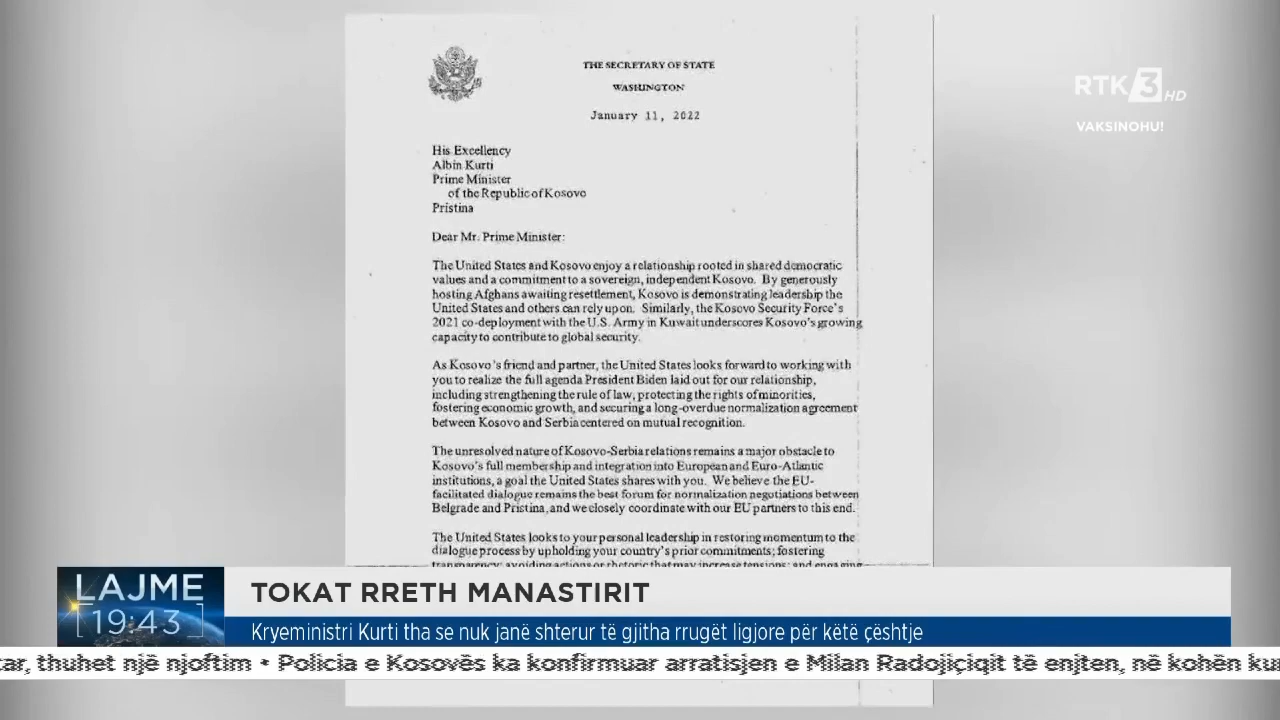 THE SECRETARY OF STATE
WASHINGTON
January 11, 2022
His Excellency
Albin Kurti
Prime Minister
of the Republic of Kosovo
Pristina
Dear Mr. Prime Minister:
The United States and Kosovo enjoy a relationship rooted in shared democratic
values and a commitment to a sovereign, independent Kosovo. By generously
hosting Afghans awaiting resettlement, Kosovo is demonstrating leadership the
United States and others can rely upon. Similarly, the Kosovo Security Force's
2021 co-deployment with the U.S. Army in Kuwait underscores Kosovo's growing
capacity to contribute to global security.
As Kosovo's friend and partner, the United States looks forward to working with
you to realize the full agenda President Biden laid out for our relationship,
including strengthening the rule of law, protecting the rights of minorities,
fostering economic growth, and securing a long-overdue normalization agreement
between Kosovo and Serbia centered on mutual recognition.
The unresolved nature of Kosovo-Serbia relations remains a major obstacle to
Kosovo's full membership and integration into European and Euro-Atlantic
institutions, a goal the United States shares with you. We believe the EU-
facilitated dialogue remains the best forum for normalization negotiations between
Belgrade and Pristina, and we closely coordinate with our EU partners to this end.
The United States looks to your personal leadership in restoring momentum to the
dialogue process by upholding your country's prior commitments; fostering
transparency; avoiding actions or rhetoric that may increase tensions; and engaging
RTK 3 HD
VAKSINOHU!
LAJME
19:43
TOKAT RRETH MANASTIRIT
Kryeministri Kurti tha se nuk janë shterur të gjitha rrugët ligjore për këtë çështje
tar, thuhet një njoftim • Policia e Kosovës ka konfirmuar arratisjen e Milan Radojiçiqit të enjten, në kohën ku